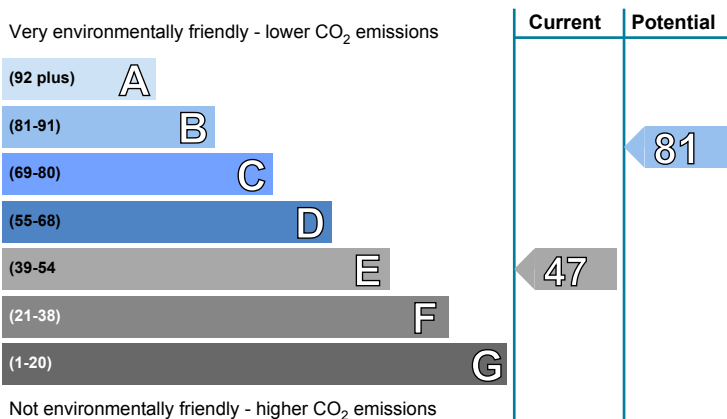 Current Potential
Very environmentally friendly - lower CO2 emissions
(92 plus) A
(81-91) B
81
(69-80) C
(55-68) D
(39-54 E
47
(21-38) F
(1-20) G
Not environmentally friendly - higher CO2 emissions